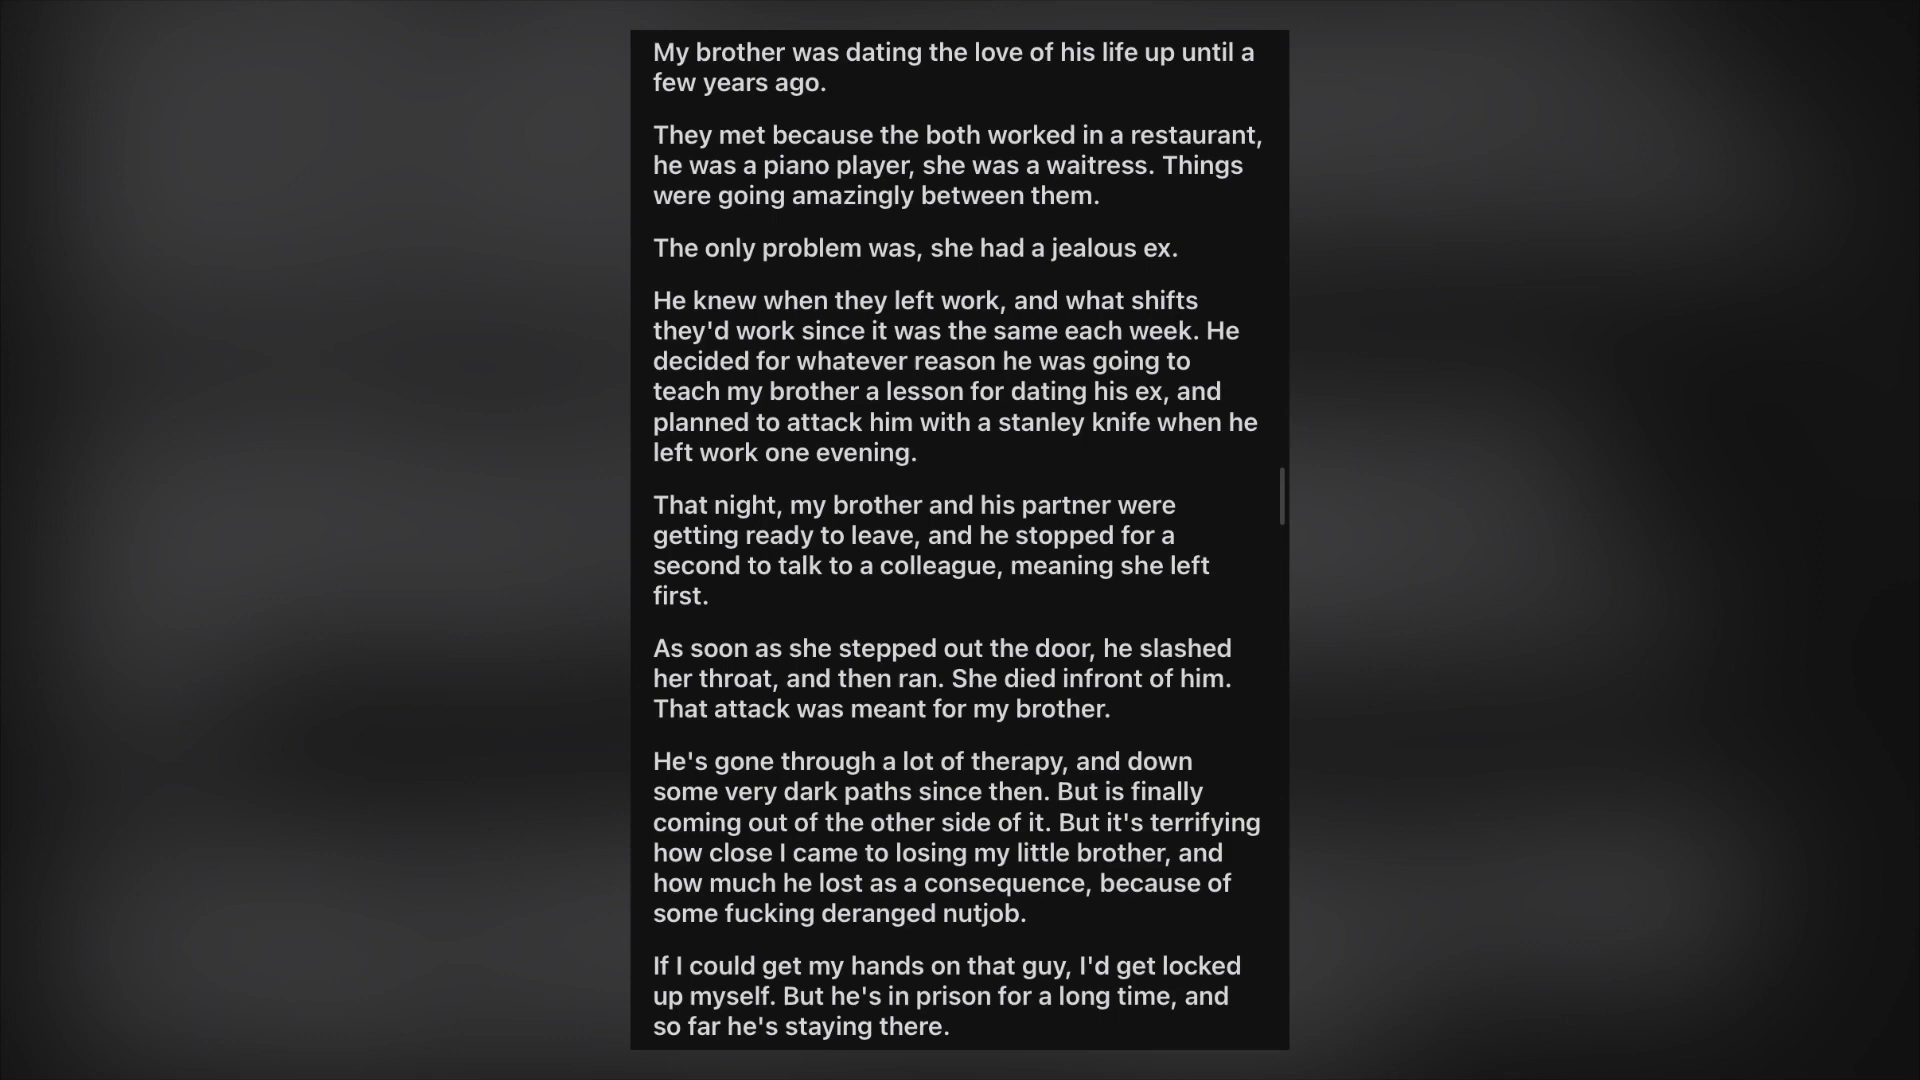 My brother was dating the love of his life up until a
few years ago.
They met because the both worked in a restaurant,
he was a piano player, she was a waitress. Things
were going amazingly between them.
The only problem was, she had a jealous ex.
He knew when they left work, and what shifts
they'd work since it was the same each week. He
decided for whatever reason he was going to
teach my brother a lesson for dating his ex, and
planned to attack him with a stanley knife when he
left work one evening.
That night, my brother and his partner were
getting ready to leave, and he stopped for a
second to talk to a colleague, meaning she left
first.
As soon as she stepped out the door, he slashed
her throat, and then ran. She died infront of him.
That attack was meant for my brother.
He's gone through a lot of therapy, and down
some very dark paths since then. But is finally
coming out of the other side of it. But it's terrifying
how close I came to losing my little brother, and
how much he lost as a consequence, because of
some fucking deranged nutjob.
If I could get my hands on that guy, I'd get locked
up myself. But he's in prison for a long time, and
so far he's staying there.